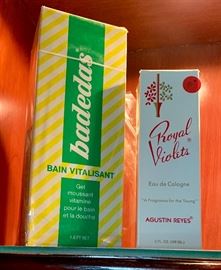 badedas
BAIN VITALISANT
Gel
moussant
vitaminé
pour le bain
et la douche
Royal
Violets
Eau de Cologne
"A Fragrance for the Young"
AGUSTIN REYES